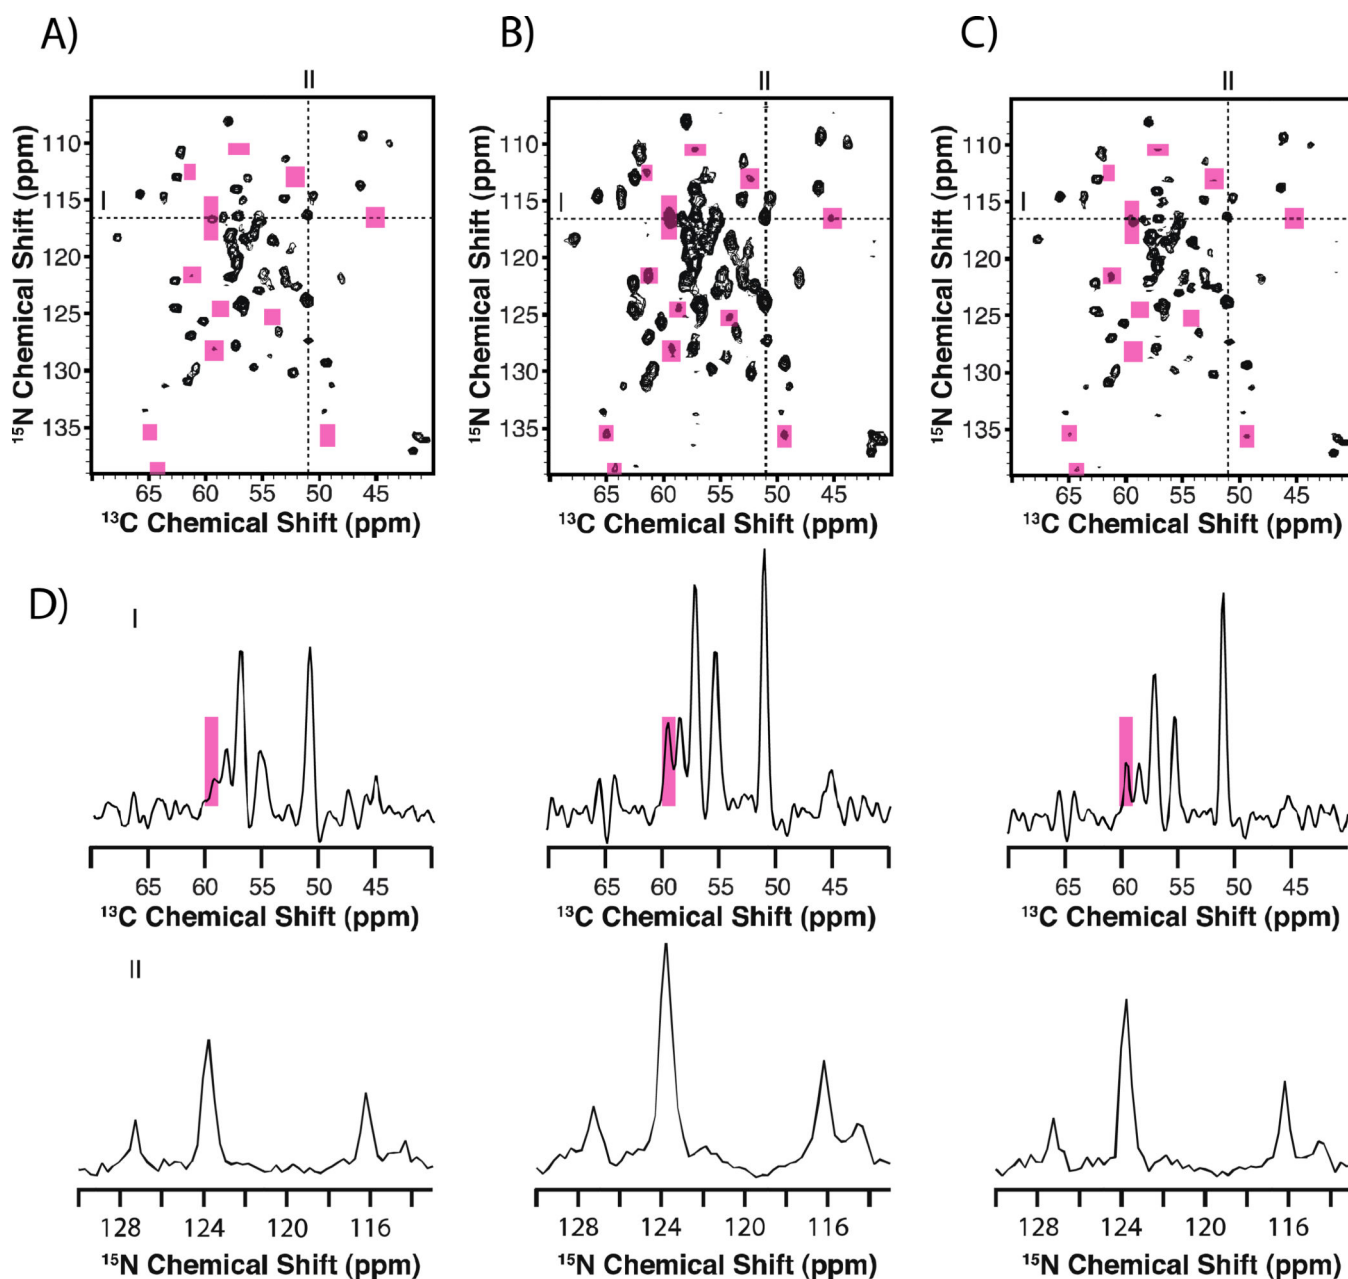 A)
B)
C)
II
II
II
110
115
120
125
130
135
15N Chemical Shift (ppm)
I
65 60 55 50 45
13C Chemical Shift (ppm)
110
115
120
125
130
135
15N Chemical Shift (ppm)
I
65 60 55 50 45
13C Chemical Shift (ppm)
110
115
120
125
130
135
15N Chemical Shift (ppm)
I
65 60 55 50 45
13C Chemical Shift (ppm)
D)
I
65 60 55 50 45
13C Chemical Shift (ppm)
65 60 55 50 45
13C Chemical Shift (ppm)
65 60 55 50 45
13C Chemical Shift (ppm)
II
128 124 120 116
15N Chemical Shift (ppm)
128 124 120 116
15N Chemical Shift (ppm)
128 124 120 116
15N Chemical Shift (ppm)